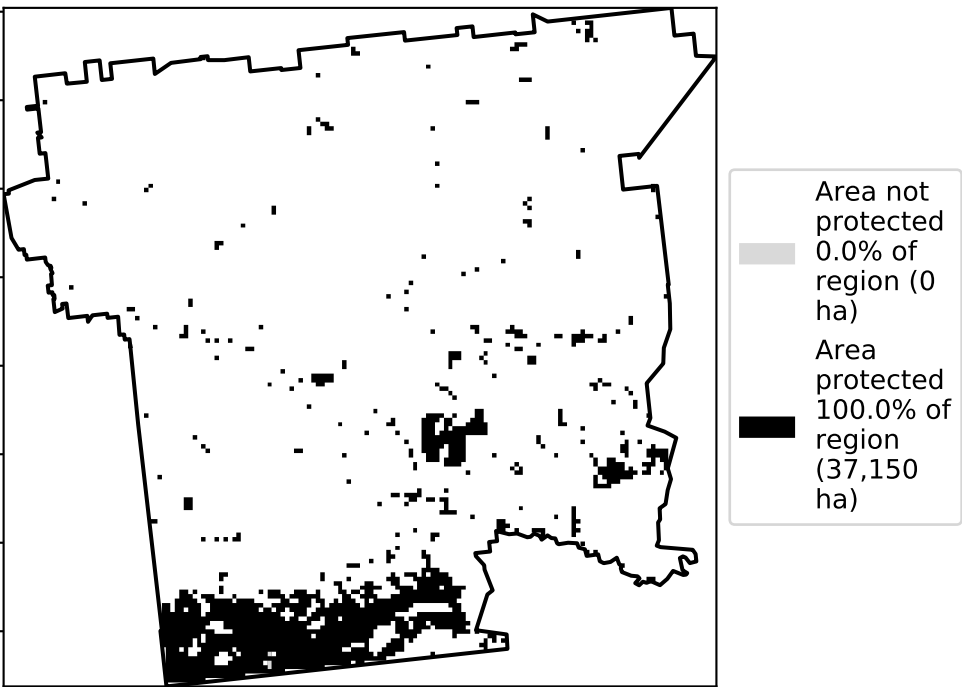 Area not
protected
0.0% of
region (0
ha)
Area
protected
100.0% of
region
(37,150
ha)